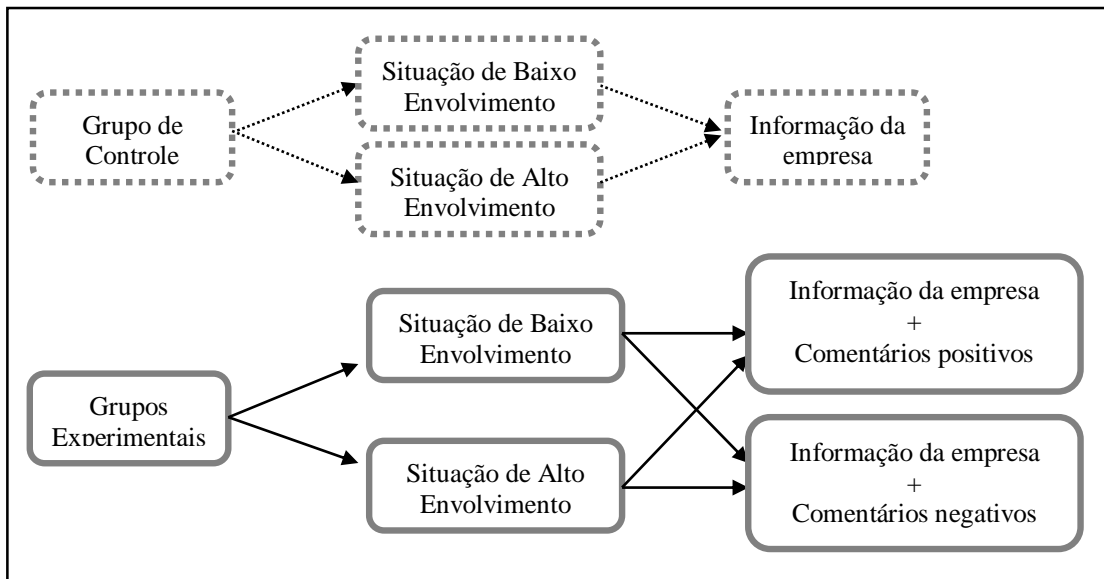 Grupo de
Controle
Situação de Baixo
Envolvimento
Situação de Alto
Envolvimento
Informação da
empresa
Grupos
Experimentais
Situação de Baixo
Envolvimento
Situação de Alto
Envolvimento
Informação da empresa
+
Comentários positivos
Informação da empresa
+
Comentários negativos